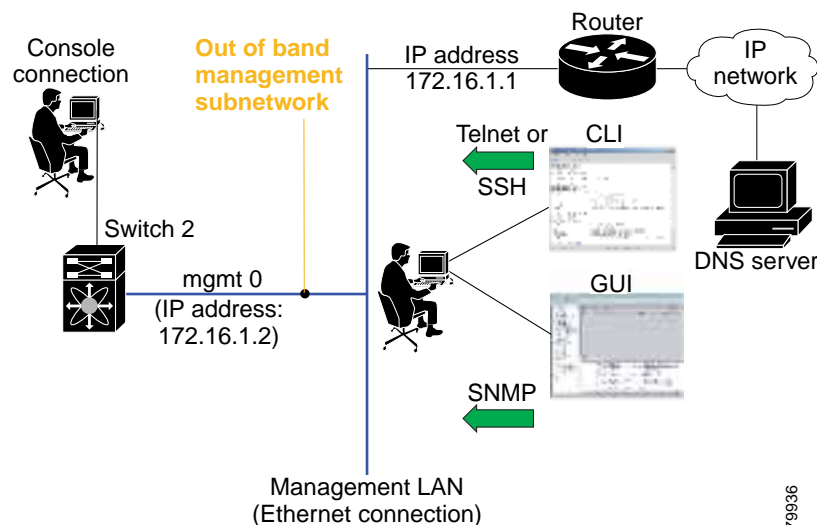 Console
connection
Out of band
management
subnetwork
IP address
172.16.1.1
Router
IP
network
Telnet or
SSH
CLI
Switch 2
DNS server
mgmt 0
(IP address:
172.16.1.2)
GUI
SNMP
Management LAN
(Ethernet connection)
79936